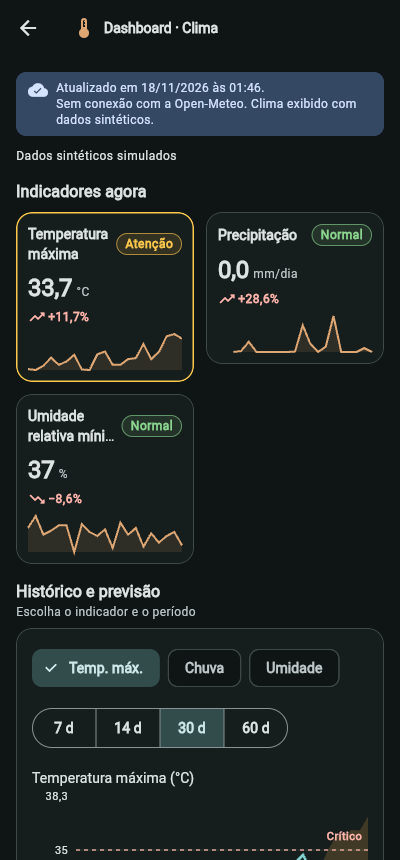 Dashboard · Clima
Atualizado em 18/11/2026 às 01:46.
Sem conexão com a Open-Meteo. Clima exibido com
dados sintéticos.
Dados sintéticos simulados
Indicadores agora
Temperatura
máxima
Atenção
33,7 °C
+11,7%
Precipitação
Normal
0,0 mm/dia
+28,6%
Umidade
relativa míni...
Normal
37 %
−8,6%
Histórico e previsão
Escolha o indicador e o período
Temp. máx.
Chuva
Umidade
7 d
14 d
30 d
60 d
Temperatura máxima (°C)
38,3
Crítico
35